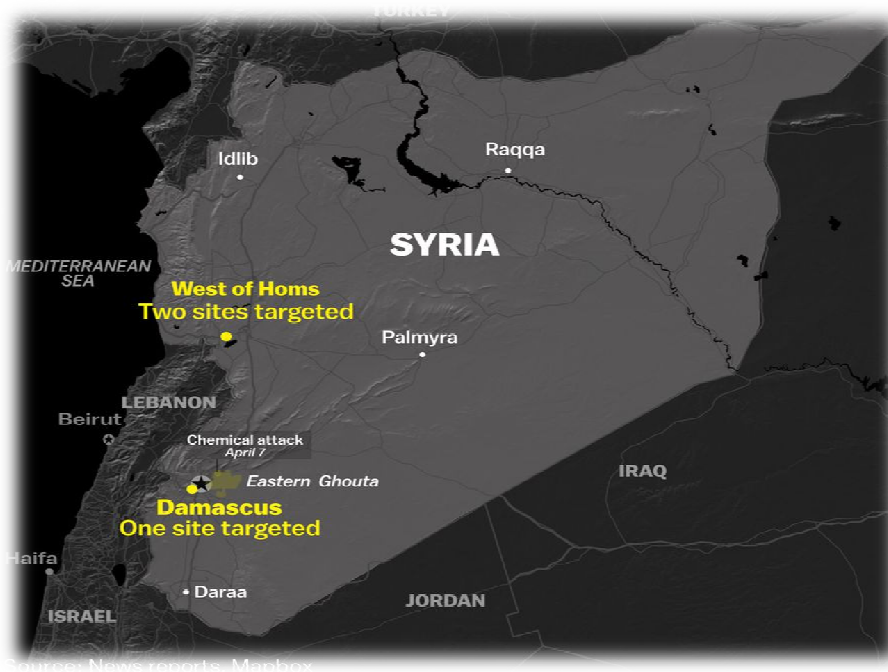 TURKEY
Idlib
Raqqa
SYRIA
MEDITERRANEAN
SEA
West of Homs
Two sites targeted
Palmyra
LEBANON
Beirut
Chemical attack
April 7
Eastern Ghouta
IRAQ
Damascus
One site targeted
Haifa
Daraa
JORDAN
ISRAEL
Source: News reports, Mapbox